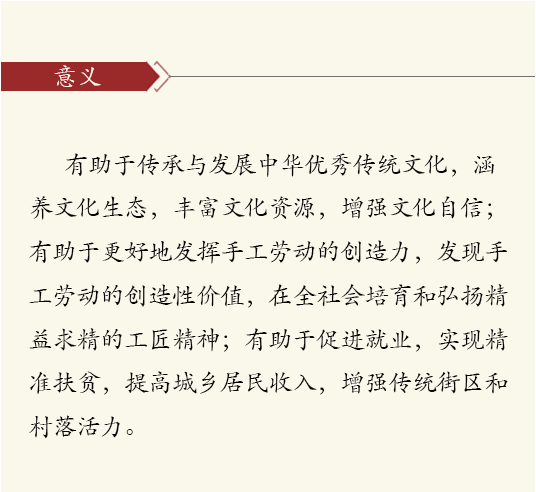 意义
有助于传承与发展中华优秀传统文化，涵
养文化生态，丰富文化资源，增强文化自信；
有助于更好地发挥手工劳动的创造力，发现手
工劳动的创造性价值，在全社会培育和弘扬精
益求精的工匠精神；有助于促进就业，实现精
准扶贫，提高城乡居民收入，增强传统街区和
村落活力。